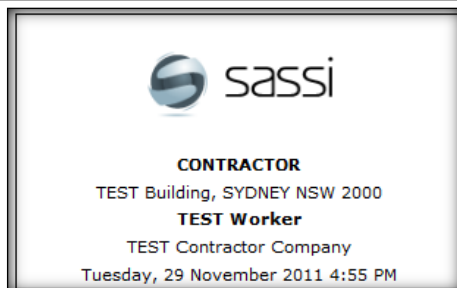 sassi
CONTRACTOR
TEST Building, SYDNEY NSW 2000
TEST Worker
TEST Contractor Company
Tuesday, 29 November 2011 4:55 PM